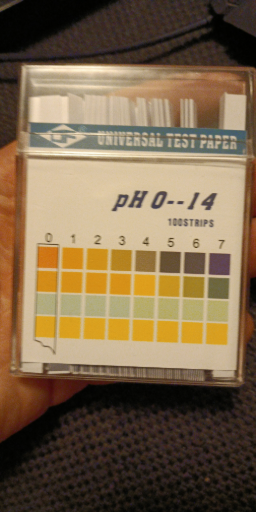 UNIVERSAL TEST PAPER
pH 0--14
100STRIPS
0 1 2 3 4 5 6 7